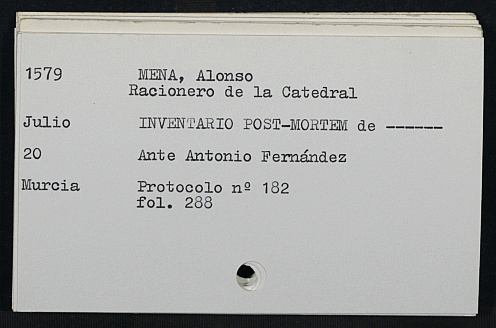 1579 MENA, Alonso
Racionero de la Catedral
Julio INVENTARIO POST-MORTEM de ------
20 Ante Antonio Fernández
Murcia Protocolo nº 182
fol. 288